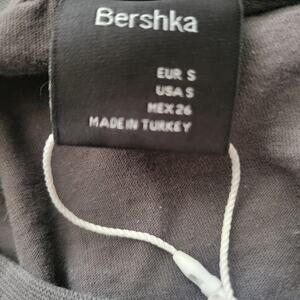 Bershka
EUR S
USA S
MEX 26
MADE IN TURKEY